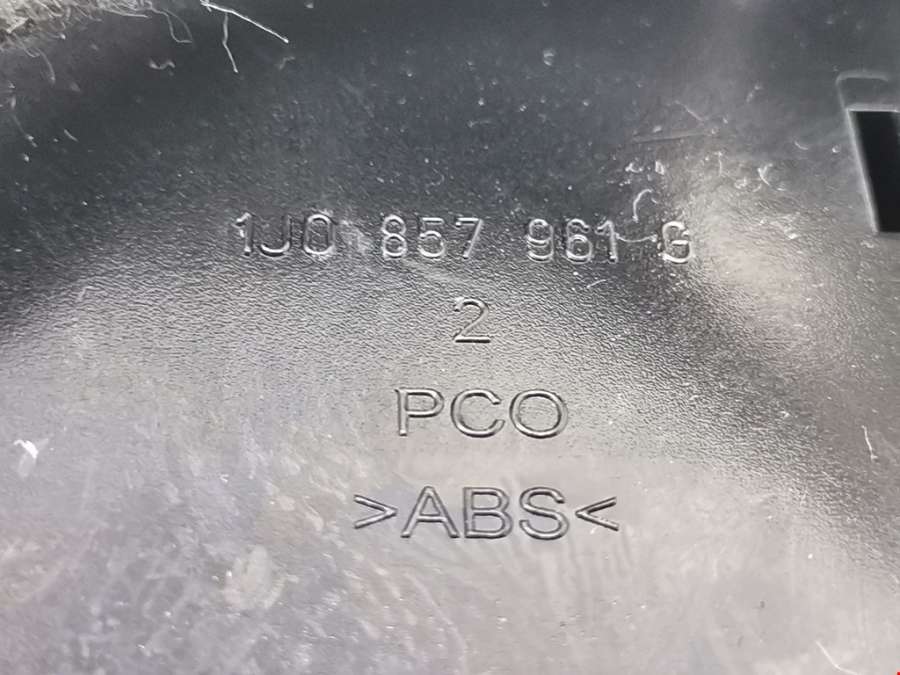 1J0 857 961 G
2
PCO
>ABS<